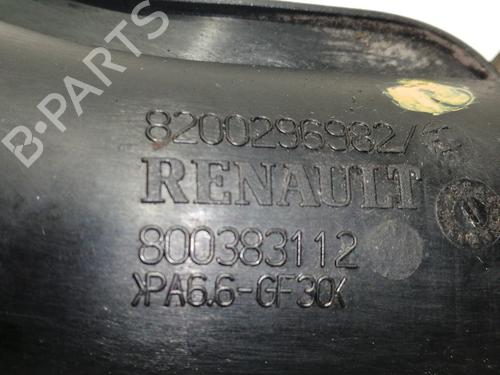 B-PARTS
8200296982/
RENAULT
800383112
>PA6.6-GF30<